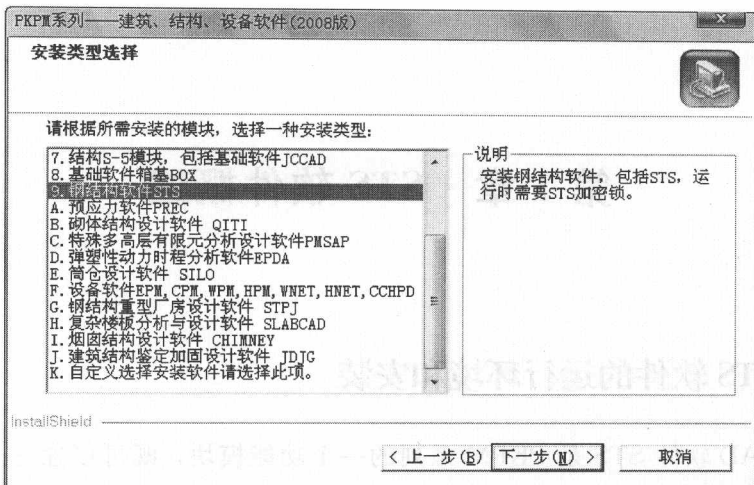 PKPM系列——建筑、结构、设备软件(2008版)
安装类型选择
请根据所需安装的模块，选择一种安装类型:
7.结构S-5模块，包括基础软件JCCAD
8.基础软件箱基BOX
9.钢结构软件STS
A.预应力软件PREC
B.砌体结构设计软件 QITI
C.特殊多高层有限元分析设计软件PMSAP
D.弹塑性动力时程分析软件EPDA
E.筒仓设计软件 SILO
F.设备软件EPM,CPM,WPM,HPM,VNET,HNET,CCHPD
G.钢结构重型厂房设计软件 STPJ
H.复杂楼板分析与设计软件 SLABCAD
I.烟囱结构设计软件 CHIMNEY
J.建筑结构鉴定加固设计软件 JDJG
K.自定义选择安装软件请选择此项。
说明
安装钢结构软件，包括STS，运
行时需要STS加密锁。
InstallShield
< 上一步(B) 下一步(N) > 取消